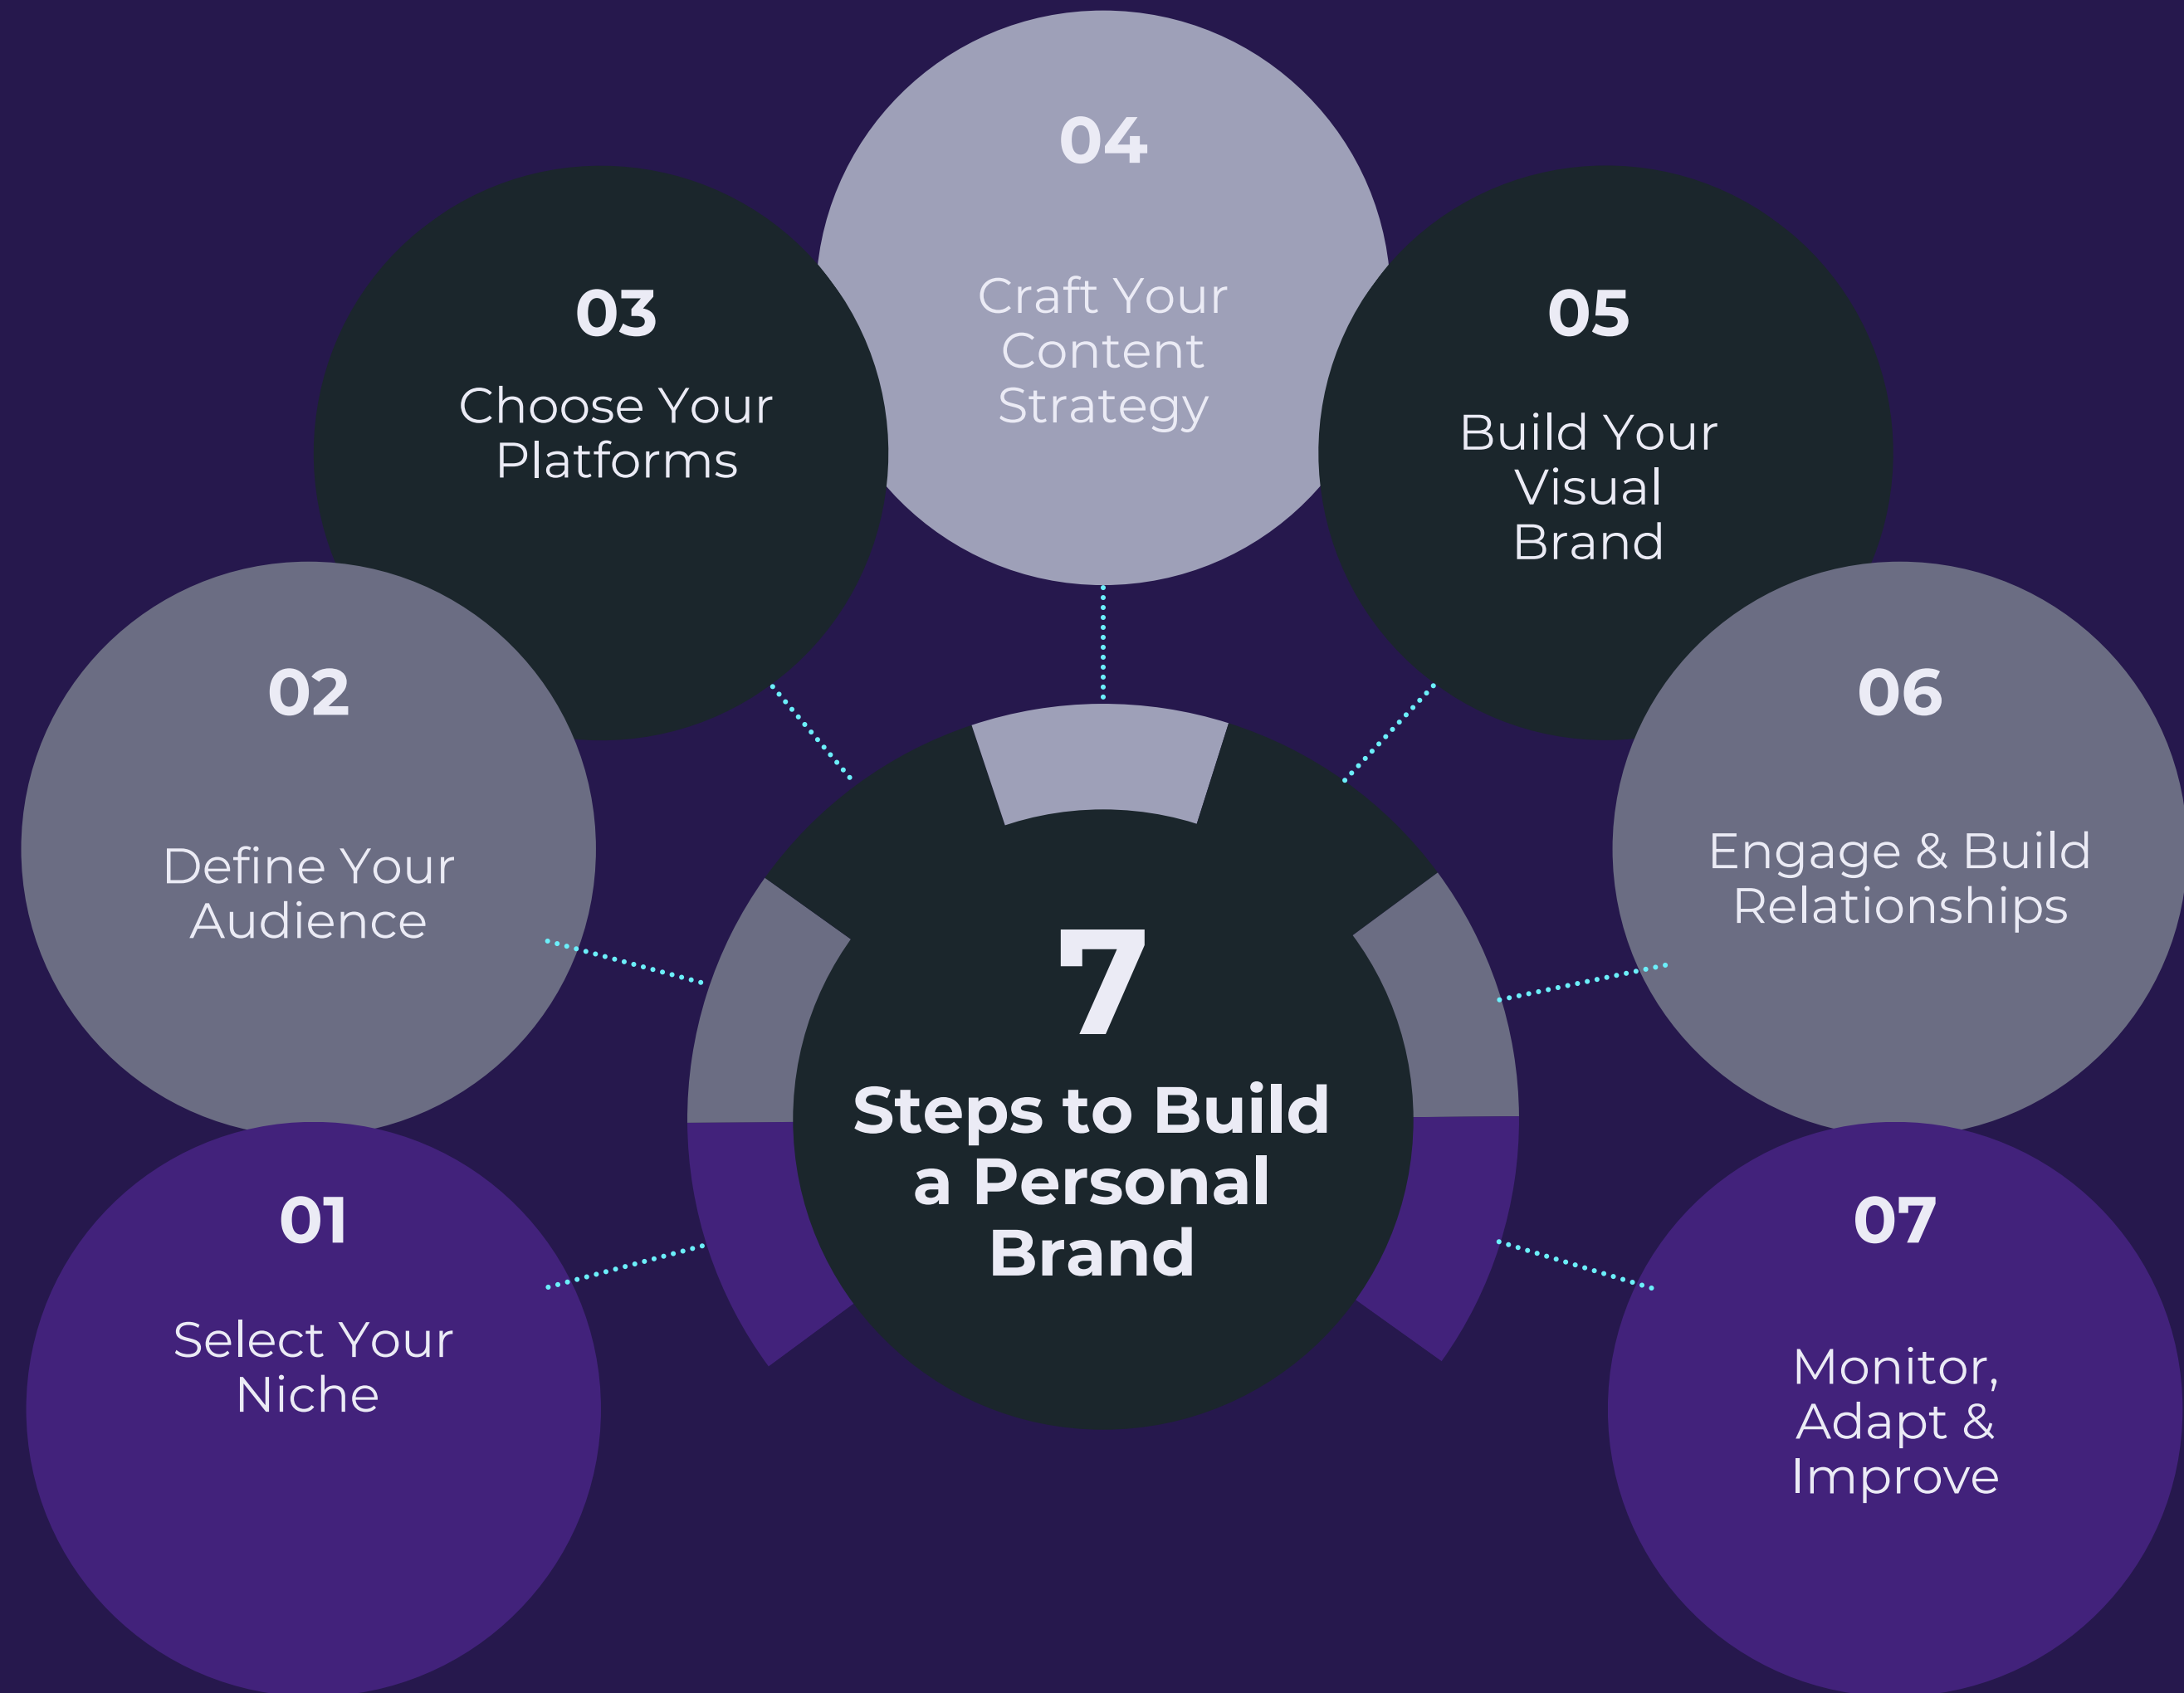 01
Select Your
Niche
02
Define Your
Audience
03
Choose Your
Platforms
04
Craft Your
Content
Strategy
05
Build Your
Visual
Brand
06
Engage & Build
Relationships
07
Monitor,
Adapt &
Improve
7
Steps to Build
a Personal
Brand